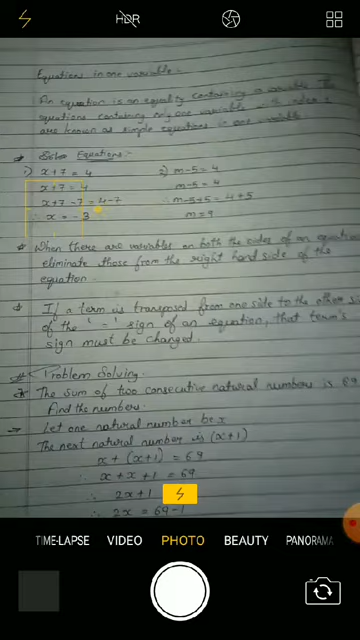 HDR
Equations in one variable:
An equation is an equality containing a variable. The
equations containing only one variable with index 1
are known as simple equations in one variable
Solve Equations:-
1) x+7 = 4 2) m-5 = 4
x+7 = 4 m-5 = 4
x+7-7 = 4-7 ∴ m-5+5 = 4+5
∴ x = -3 m = 9
* When there are variables on both the sides of an equation
eliminate those from the right hand side of the
equation.
* If a term is transposed from one side to the other side
of the '=' sign of an equation, that term's
sign must be changed.
Problem Solving.
The sum of two consecutive natural numbers is 69
Find the numbers.
→ Let one natural number be x
The next natural number is (x+1)
x + (x+1) = 69
∴ x + x + 1 = 69
∴ 2x+1
∴ 2x = 69-1
TIME-LAPSE VIDEO PHOTO BEAUTY PANORAMA